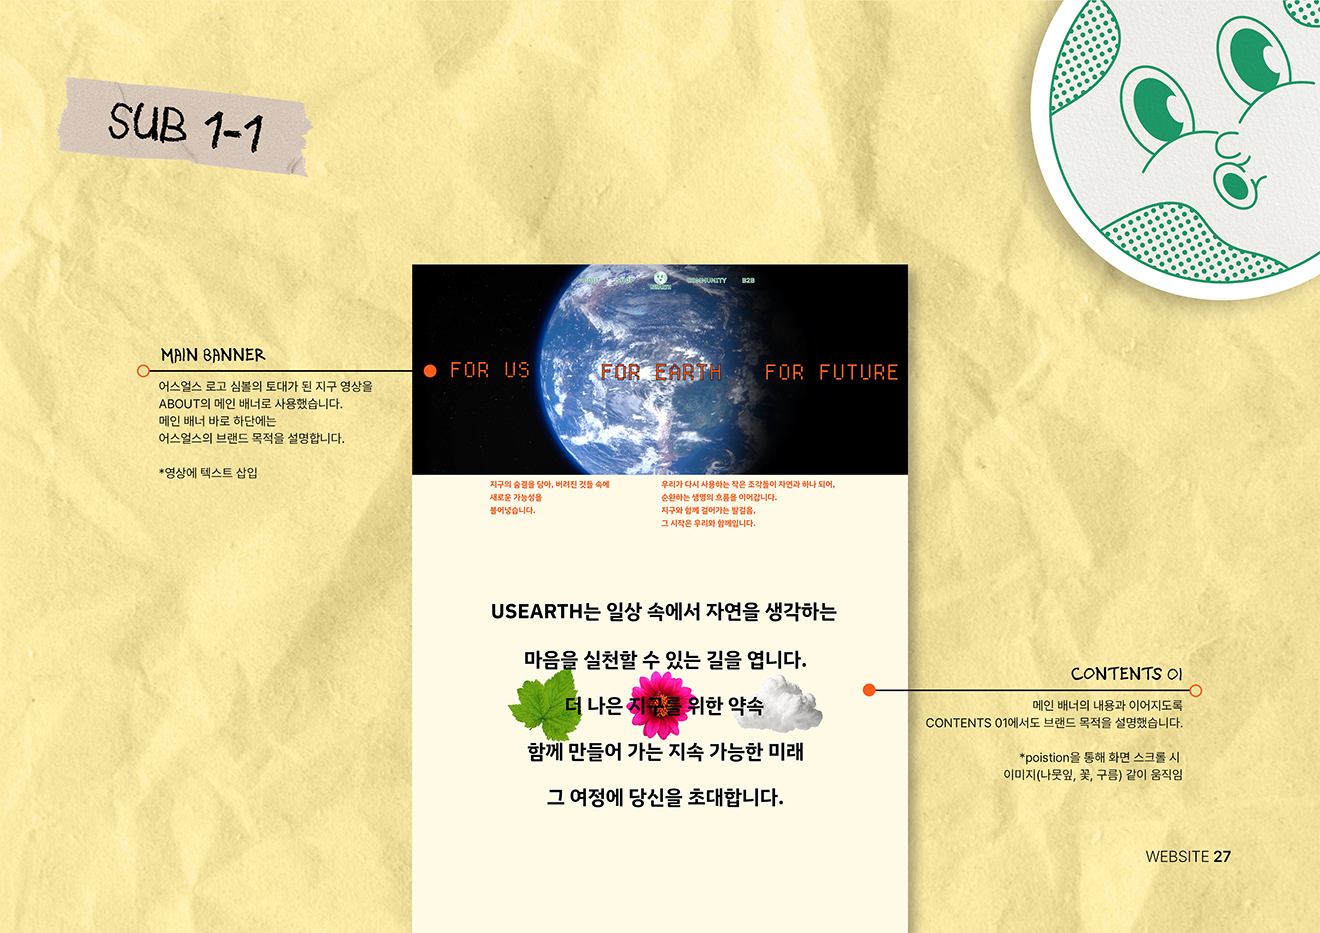 SUB 1-1
COMMUNITY B2B
FOR US FOR EARTH FOR FUTURE
MAIN BANNER
어스얼스 로고 심볼의 토대가 된 지구 영상을
ABOUT의 메인 배너로 사용했습니다.
메인 배너 바로 하단에는
어스얼스의 브랜드 목적을 설명합니다.
*영상에 텍스트 삽입
지구의 숨결을 담아, 버려진 것들 속에
새로운 가능성을
불어넣습니다.
우리가 다시 사용하는 작은 조각들이 자연과 하나 되어,
순환하는 생명의 흐름을 이어갑니다.
지구와 함께 걸어가는 발걸음,
그 시작은 우리와 함께입니다.
USEARTH는 일상 속에서 자연을 생각하는
마음을 실천할 수 있는 길을 엽니다.
더 나은 지구를 위한 약속
함께 만들어 가는 지속 가능한 미래
그 여정에 당신을 초대합니다.
CONTENTS 01
메인 배너의 내용과 이어지도록
CONTENTS 01에서도 브랜드 목적을 설명했습니다.
*poistion을 통해 화면 스크롤 시
이미지(나뭇잎, 꽃, 구름) 같이 움직임
WEBSITE 27